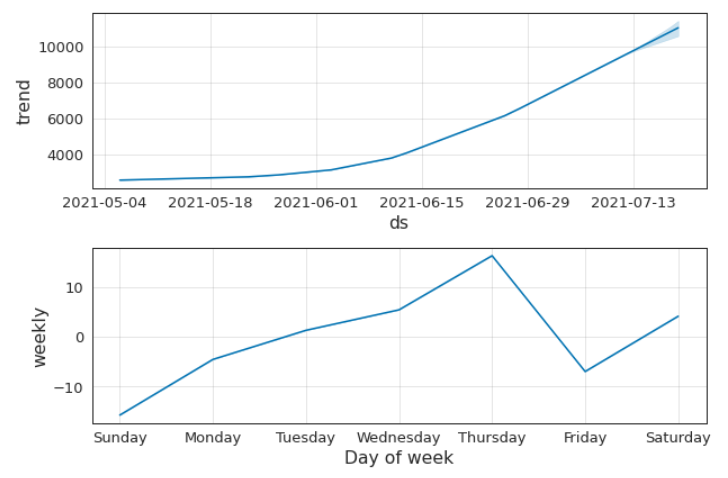 10000
8000
6000
4000
trend
2021-05-04 2021-05-18 2021-06-01 2021-06-15 2021-06-29 2021-07-13
ds
10
0
−10
weekly
Sunday Monday Tuesday Wednesday Thursday Friday Saturday
Day of week